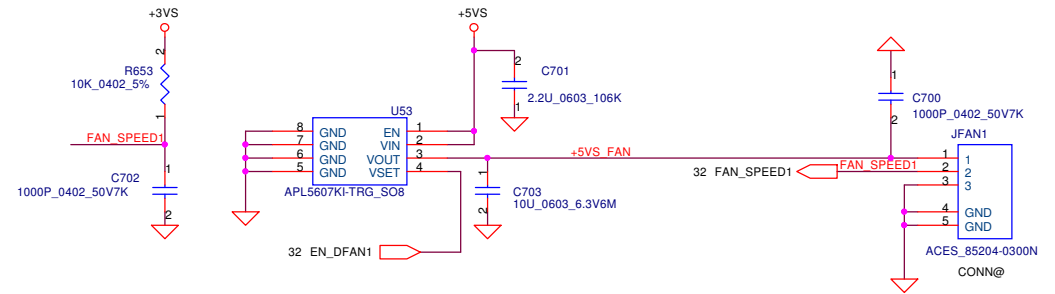 +3VS
+5VS
2
R653
10K_0402_5%
1
FAN_SPEED1
C702
1000P_0402_50V7K
1
2
2
C701
2.2U_0603_106K
1
U53
8 GND EN 1
7 GND VIN 2
6 GND VOUT 3
5 GND VSET 4
APL5607KI-TRG_SO8
+5VS_FAN
1
C703
10U_0603_6.3V6M
2
32 EN_DFAN1
1
C700
1000P_0402_50V7K
2
JFAN1
32 FAN_SPEED1
FAN_SPEED1
1 1
2 2
3 3
4 GND
5 GND
ACES_85204-0300N
CONN@